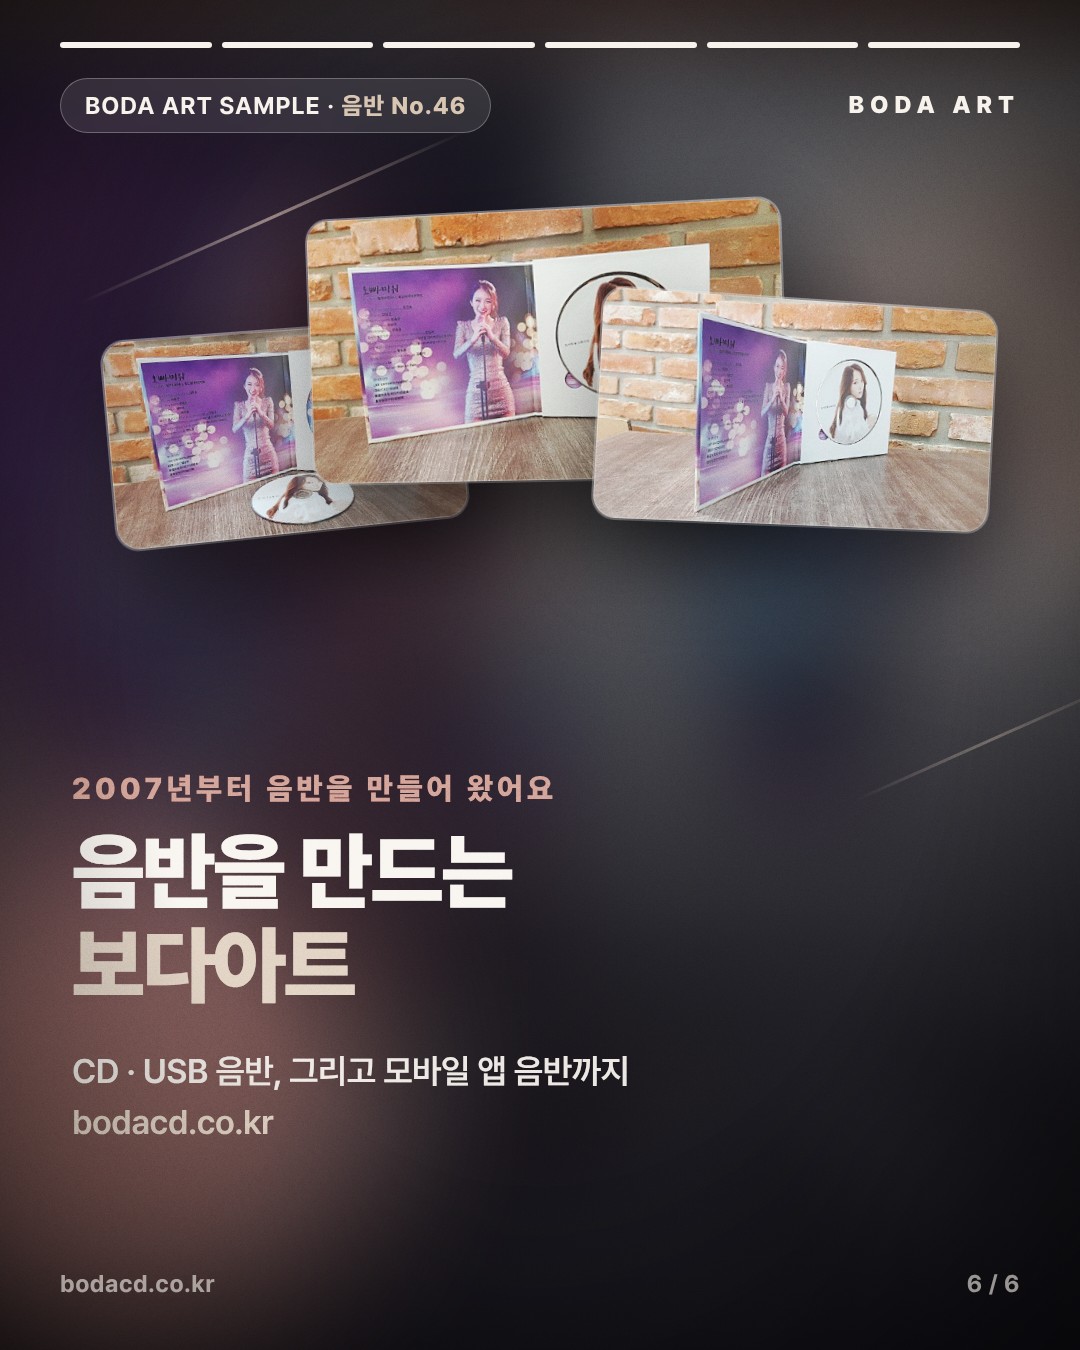 BODA ART SAMPLE · 음반 No.46
BODA ART
2007년부터 음반을 만들어 왔어요
음반을 만드는
보다아트
CD · USB 음반, 그리고 모바일 앱 음반까지
bodacd.co.kr
bodacd.co.kr
6 / 6